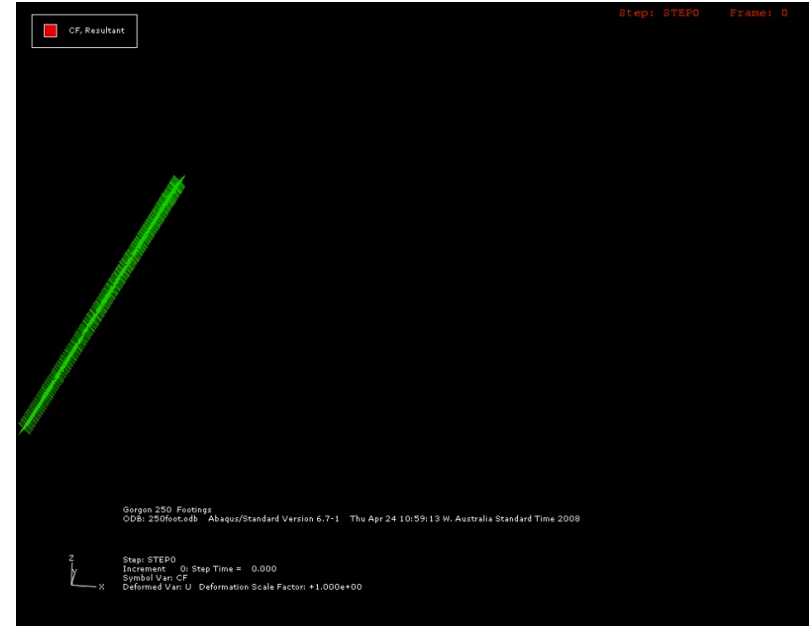 Step: STEP0 Frame: 0
CF, Resultant
Gorgon 250 Footings
ODB: 250foot.odb Abaqus/Standard Version 6.7-1 Thu Apr 24 10:59:13 W. Australia Standard Time 2008
Z
Y
X
Step: STEP0
Increment 0: Step Time = 0.000
Symbol Var: CF
Deformed Var: U Deformation Scale Factor: +1.000e+00